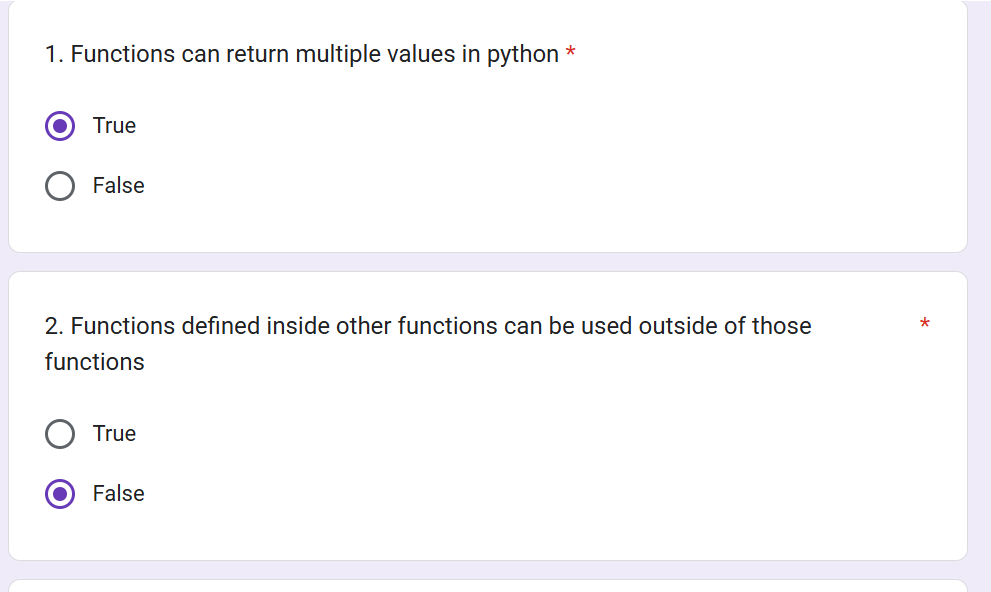 1. Functions can return multiple values in python *
True
False
2. Functions defined inside other functions can be used outside of those *
functions
True
False